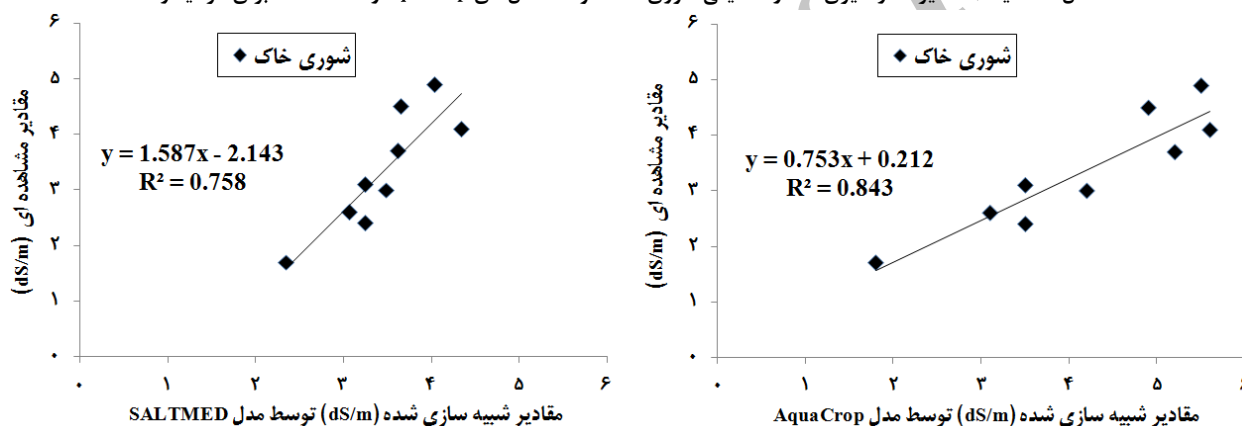 شوری خاک
y = 1.587x - 2.143
R² = 0.758
مقادیر مشاهده ای (dS/m)
۶
۵
۴
۳
۲
۱
۰
۰ ۱ ۲ ۳ ۴ ۵ ۶
مقادیر شبیه سازی شده (dS/m) توسط مدل SALTMED
شوری خاک
y = 0.753x + 0.212
R² = 0.843
مقادیر مشاهده ای (dS/m)
۶
۵
۴
۳
۲
۱
۰
۰ ۱ ۲ ۳ ۴ ۵ ۶
مقادیر شبیه سازی شده (dS/m) توسط مدل AquaCrop